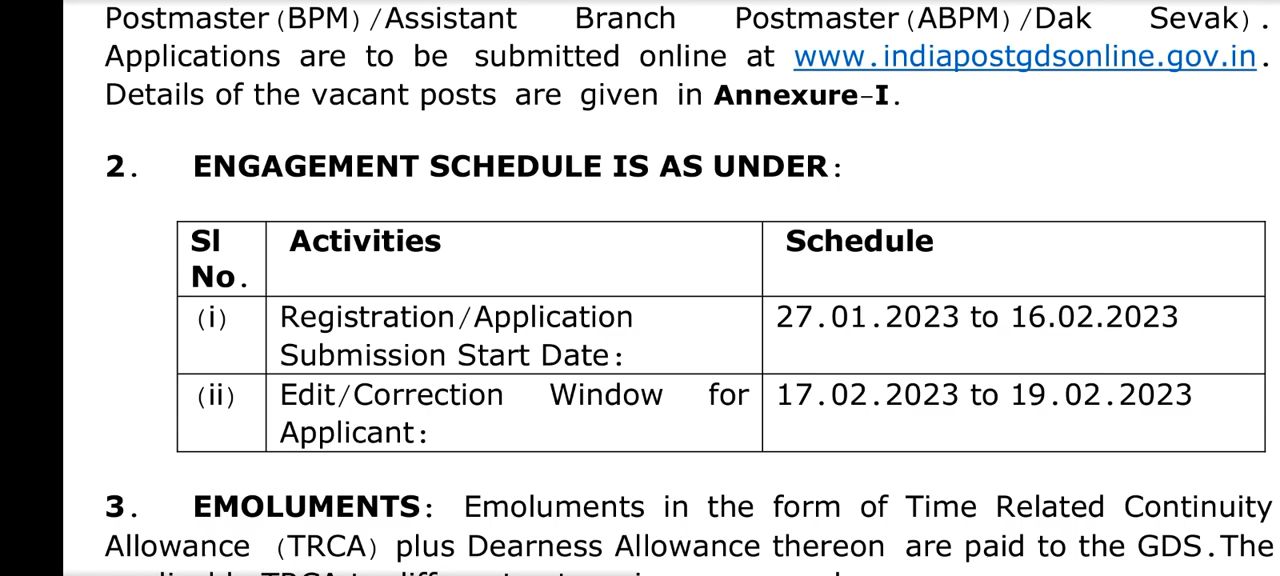 Postmaster(BPM)/Assistant Branch Postmaster(ABPM)/Dak Sevak).
Applications are to be submitted online at www.indiapostgdsonline.gov.in.
Details of the vacant posts are given in Annexure-I.
2. ENGAGEMENT SCHEDULE IS AS UNDER:
Sl No. Activities Schedule
(i) Registration/Application Submission Start Date: 27.01.2023 to 16.02.2023
(ii) Edit/Correction Window for Applicant: 17.02.2023 to 19.02.2023
3. EMOLUMENTS: Emoluments in the form of Time Related Continuity
Allowance (TRCA) plus Dearness Allowance thereon are paid to the GDS.The